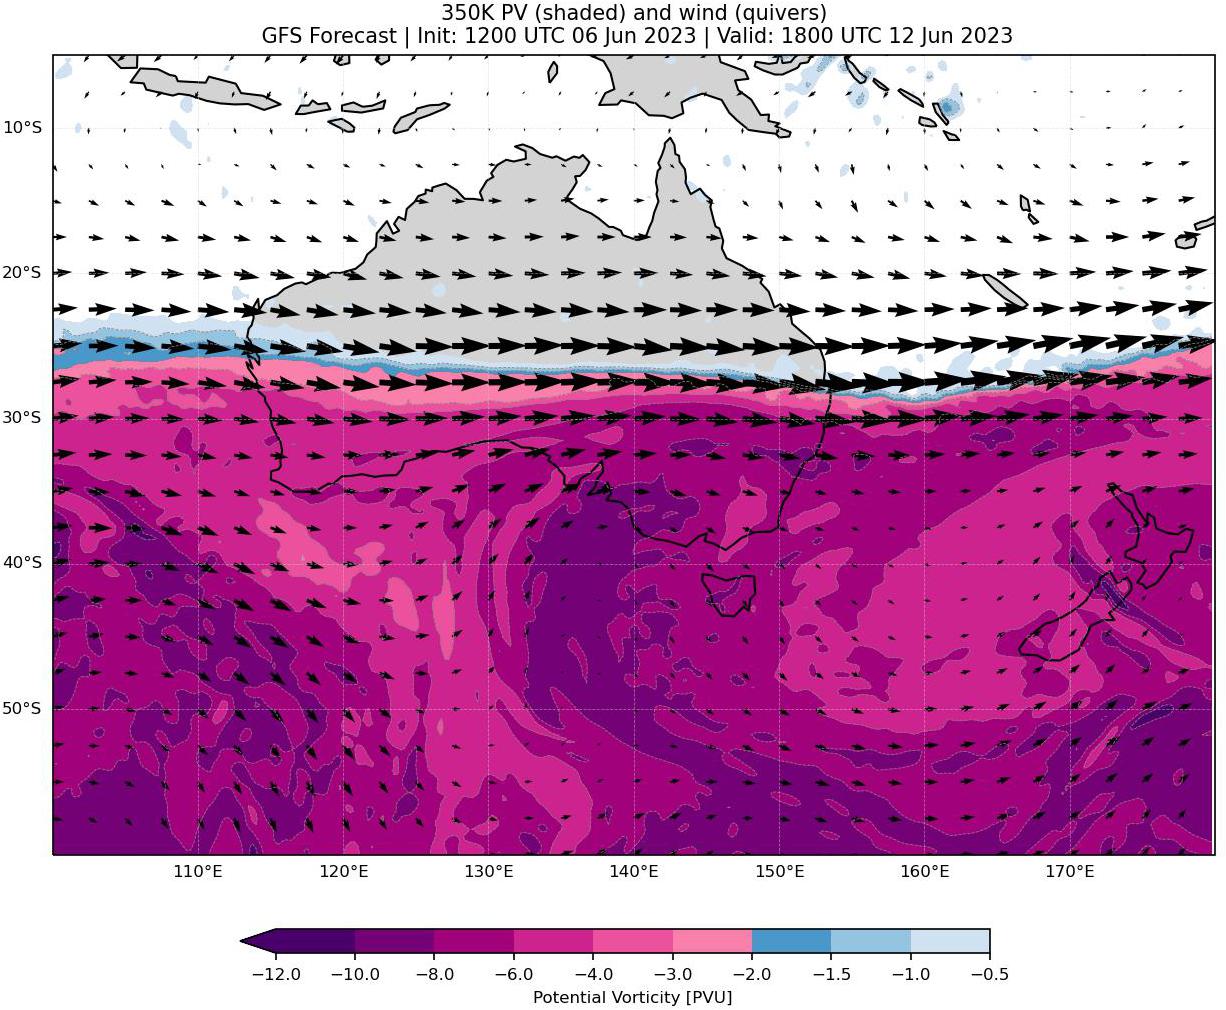 350K PV (shaded) and wind (quivers)
GFS Forecast | Init: 1200 UTC 06 Jun 2023 | Valid: 1800 UTC 12 Jun 2023
10°S
20°S
30°S
40°S
50°S
110°E 120°E 130°E 140°E 150°E 160°E 170°E
−12.0 −10.0 −8.0 −6.0 −4.0 −3.0 −2.0 −1.5 −1.0 −0.5
Potential Vorticity [PVU]